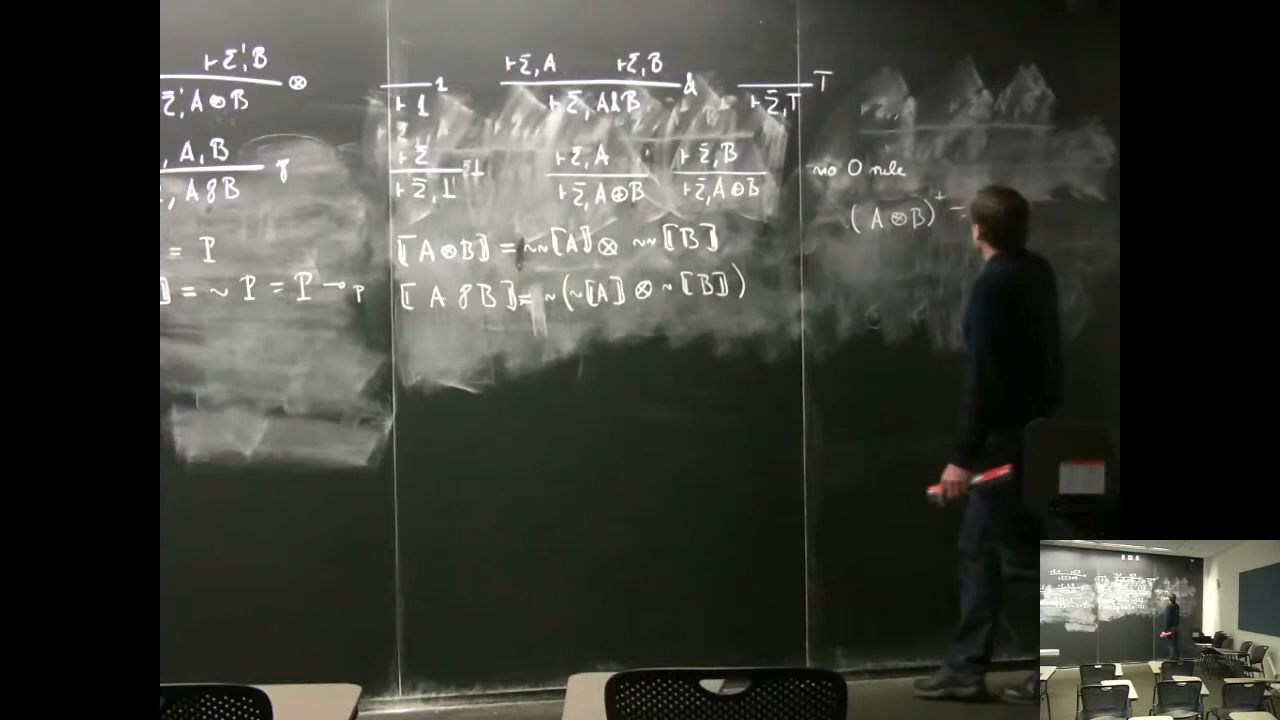 ⊢Σ', B
Σ', A⊗B ⊗
, A, B
Σ, A⅋B ⅋
= P
⟧ = ~P = P ⊸ p
⊢1 1
⊢Σ
⊢Σ, ⊥ ⊥
⊢Σ, A ⊢Σ, B
⊢Σ, A&B &
⊢Σ, T T
⊢Σ, A
⊢Σ, A⊕B
⊢Σ, B
⊢Σ, A⊕B
no 0 rule
⟦A⊗B⟧ = ~~⟦A⟧ ⊗ ~~⟦B⟧
⟦A⅋B⟧ = ~(~⟦A⟧ ⊗ ~⟦B⟧)
(A⊗B)⁺ =